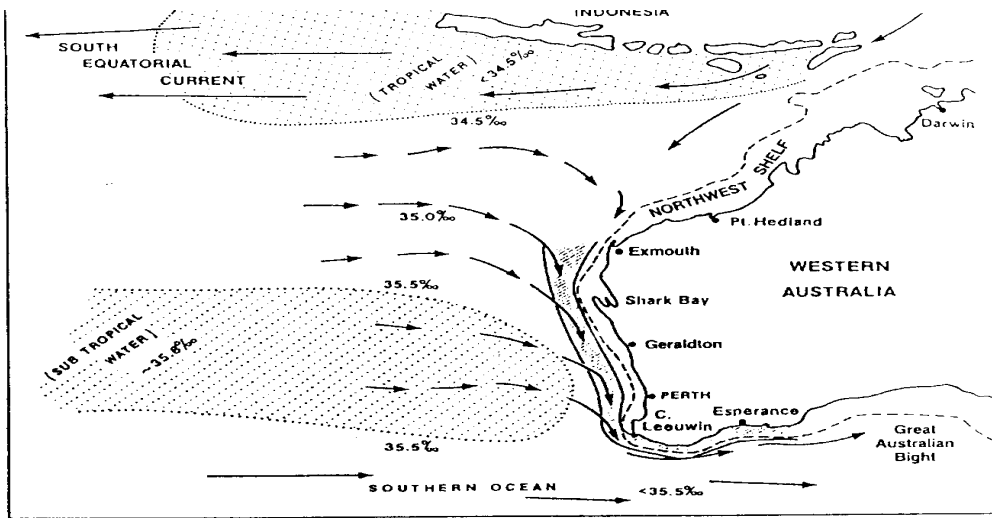 INDONESIA
SOUTH
EQUATORIAL
CURRENT
(TROPICAL
WATER)
<34.5‰
34.5‰
Darwin
NORTHWEST SHELF
Pt. Hedland
35.0‰
Exmouth
WESTERN
AUSTRALIA
35.5‰
Shark Bay
(SUB TROPICAL
WATER)
~35.8‰
Geraldton
PERTH
C.
Leeuwin
Esperance
Great
Australian
Bight
35.5‰
SOUTHERN OCEAN
<35.5‰